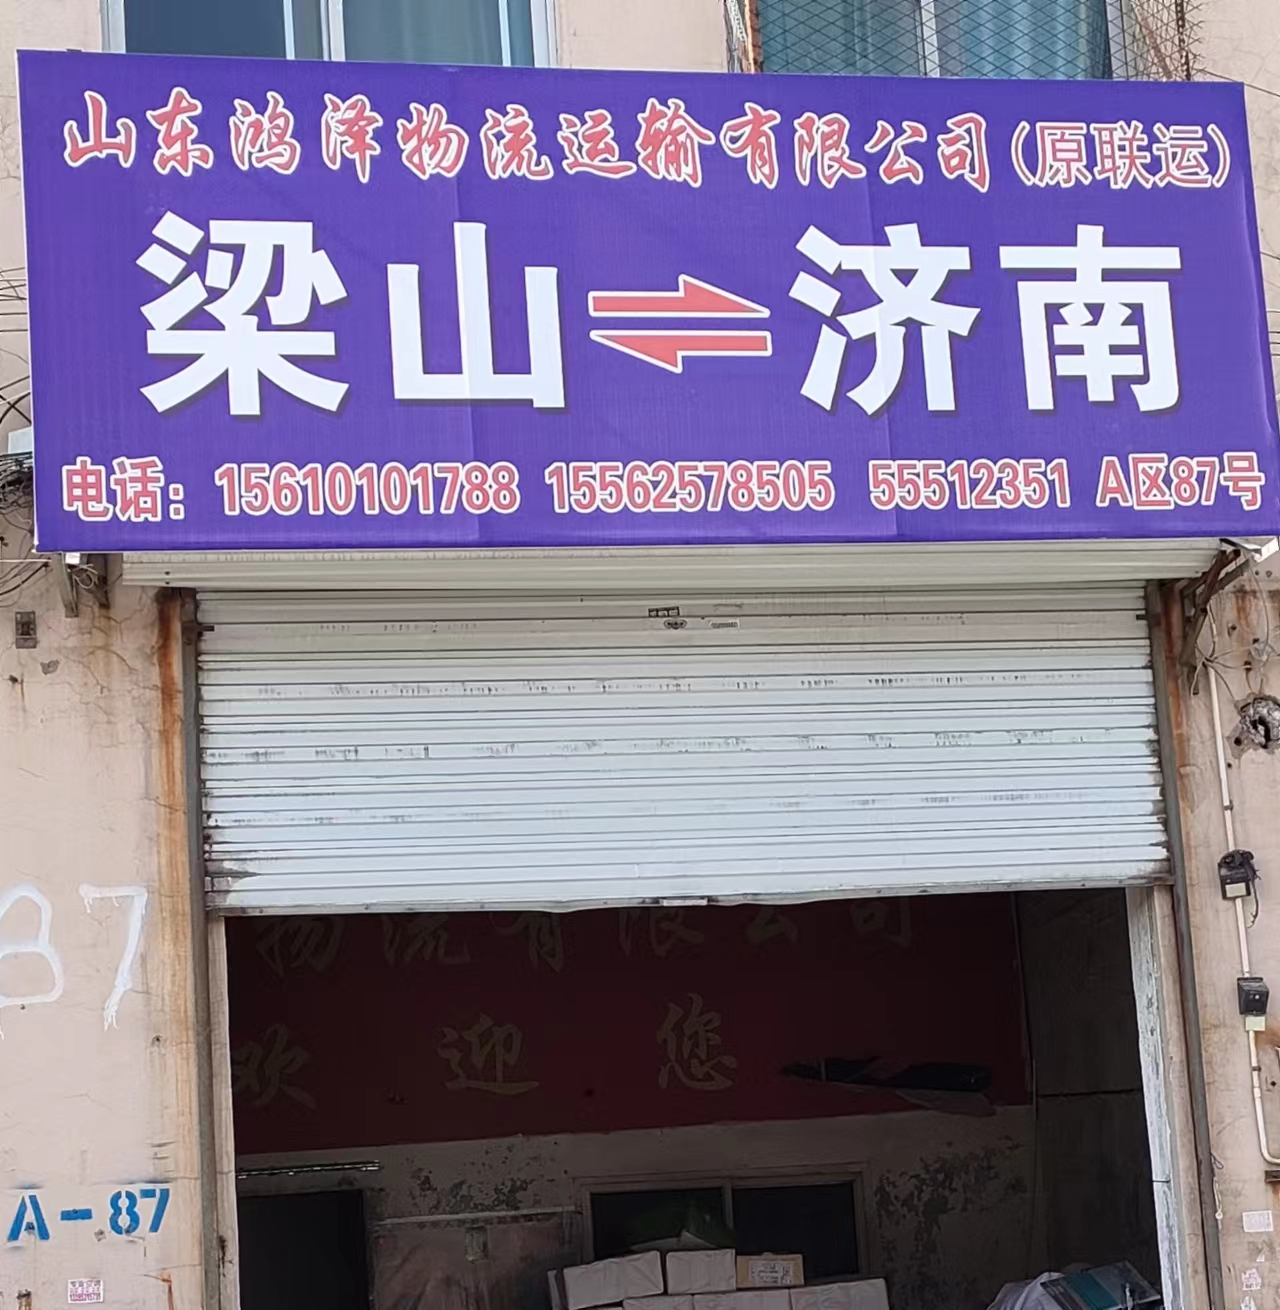 山东鸿泽物流运输有限公司(原联运)
梁山⇌济南
电话：15610101788 15562578505 55512351 A区87号
物流有限公司
欢迎您
87
A-87